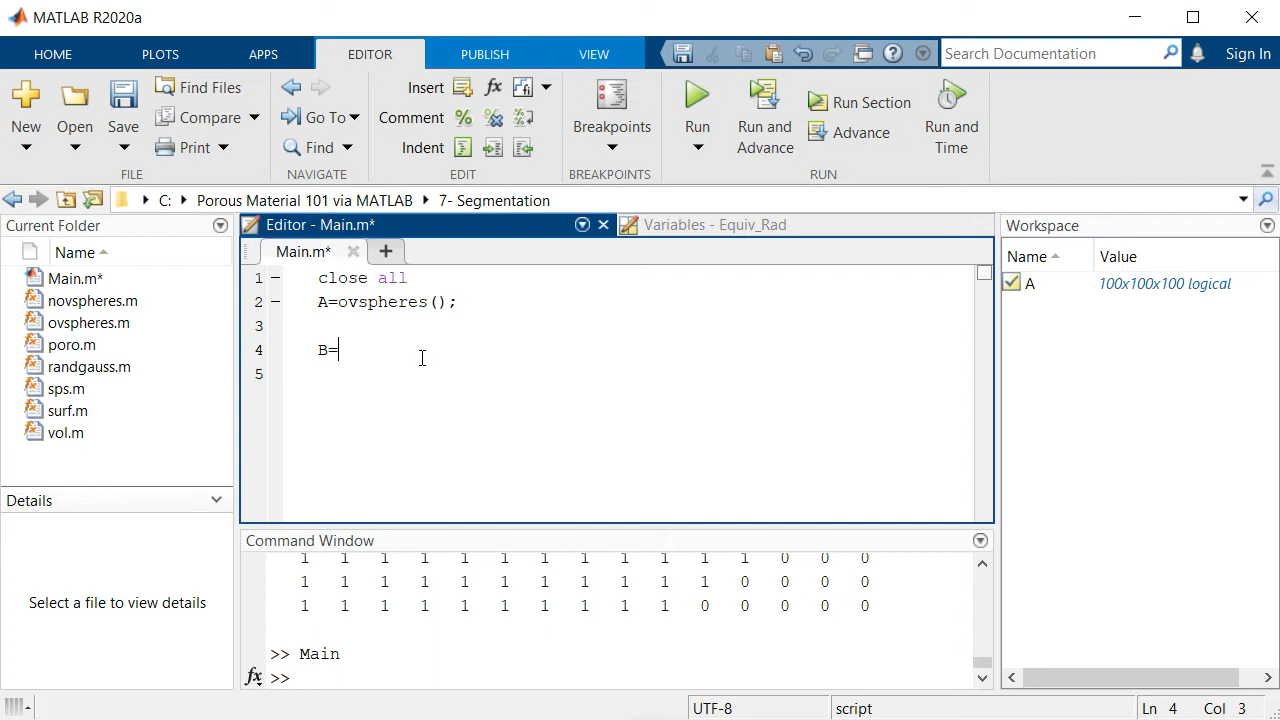 MATLAB R2020a
HOME PLOTS APPS EDITOR PUBLISH VIEW Search Documentation Sign In
New Open Save Find Files Compare Print
Go To Find
Insert fx Comment % Indent
Breakpoints
Run Run and Advance Run Section Advance Run and Time
FILE NAVIGATE EDIT BREAKPOINTS RUN
C: Porous Material 101 via MATLAB 7- Segmentation
Current Folder
Name
Main.m*
novspheres.m
ovspheres.m
poro.m
randgauss.m
sps.m
surf.m
vol.m
Details
Select a file to view details
Editor - Main.m* Variables - Equiv_Rad
Main.m* +
1 − close all
2 − A=ovspheres();
3
4 B=
5
Command Window
1 1 1 1 1 1 1 1 1 1 1 1 0 0 0
1 1 1 1 1 1 1 1 1 1 1 0 0 0 0
1 1 1 1 1 1 1 1 1 1 0 0 0 0 0
>> Main
fx >>
Workspace
Name Value
A 100x100x100 logical
UTF-8 script Ln 4 Col 3